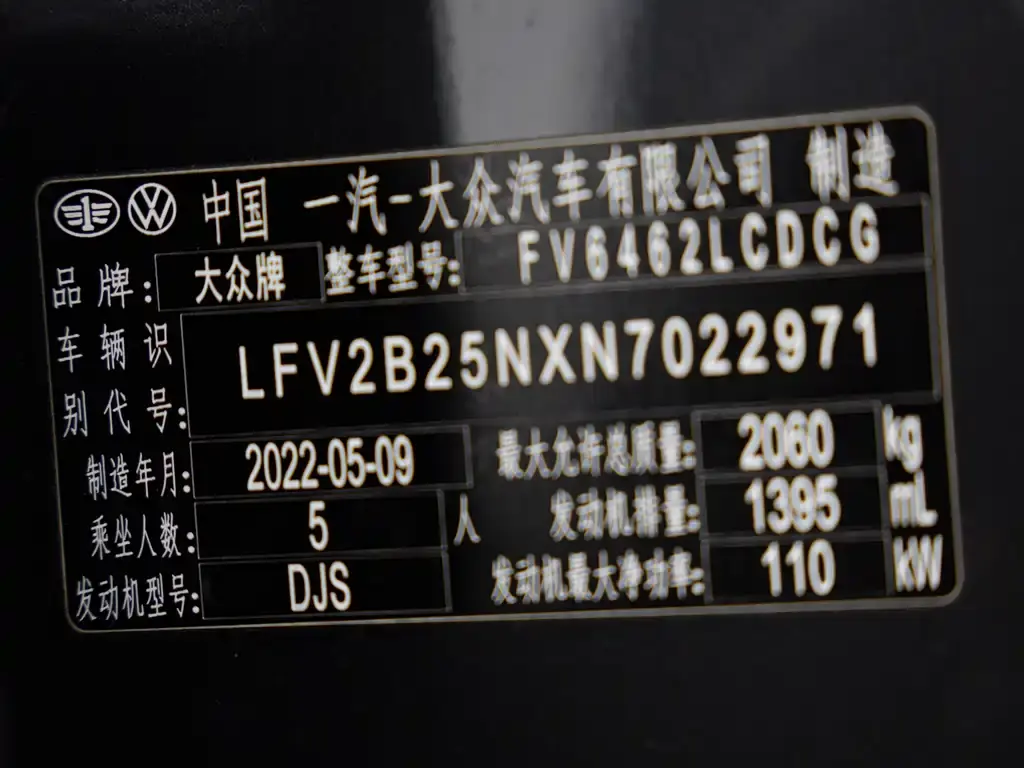 中国 一汽-大众汽车有限公司 制造
品牌: 大众牌 整车型号: FV6462LCDCG
车辆识别代号: LFV2B25NXN7022971
制造年月: 2022-05-09 最大允许总质量: 2060 kg
乘坐人数: 5 人 发动机排量: 1395 mL
发动机型号: DJS 发动机最大净功率: 110 kW